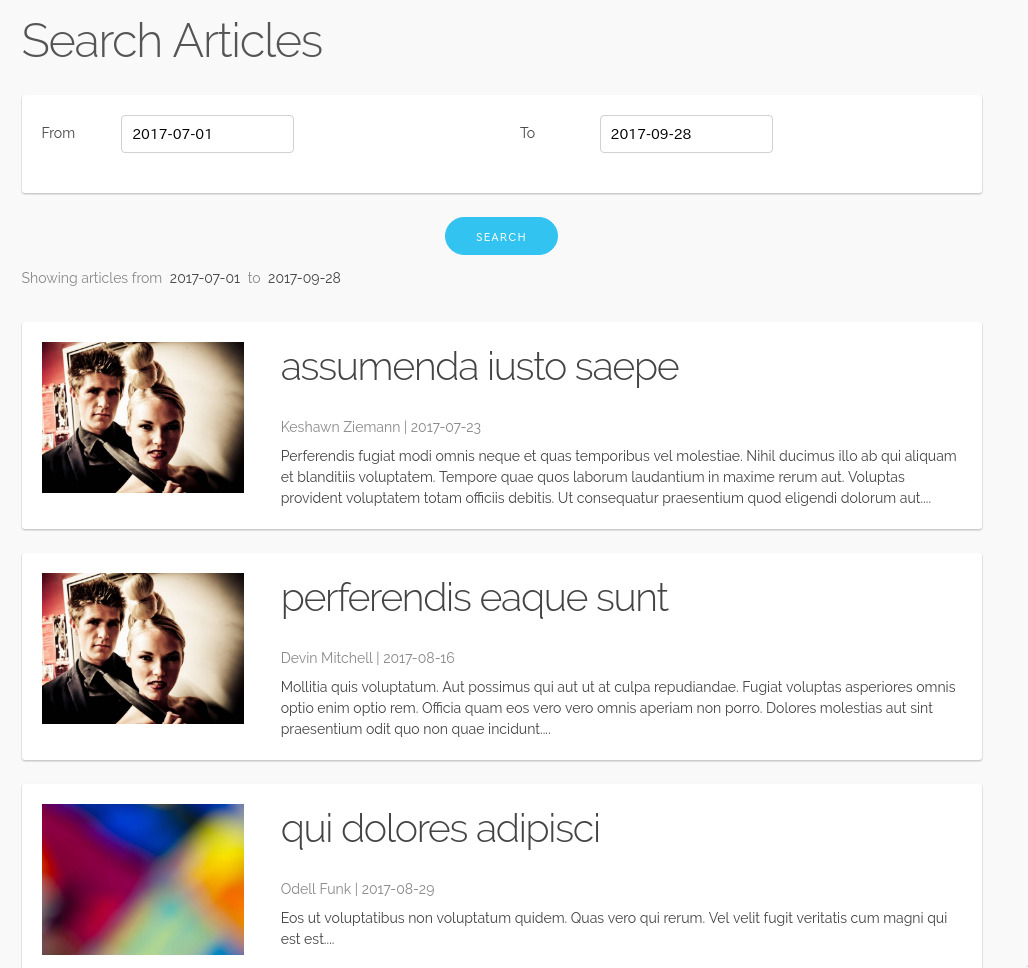 Search Articles
From 2017-07-01 To 2017-09-28
SEARCH
Showing articles from 2017-07-01 to 2017-09-28
assumenda iusto saepe
Keshawn Ziemann | 2017-07-23
Perferendis fugiat modi omnis neque et quas temporibus vel molestiae. Nihil ducimus illo ab qui aliquam
et blanditiis voluptatem. Tempore quae quos laborum laudantium in maxime rerum aut. Voluptas
provident voluptatem totam officiis debitis. Ut consequatur praesentium quod eligendi dolorum aut....
perferendis eaque sunt
Devin Mitchell | 2017-08-16
Mollitia quis voluptatum. Aut possimus qui aut ut at culpa repudiandae. Fugiat voluptas asperiores omnis
optio enim optio rem. Officia quam eos vero vero omnis aperiam non porro. Dolores molestias aut sint
praesentium odit quo non quae incidunt....
qui dolores adipisci
Odell Funk | 2017-08-29
Eos ut voluptatibus non voluptatum quidem. Quas vero qui rerum. Vel velit fugit veritatis cum magni qui
est est....